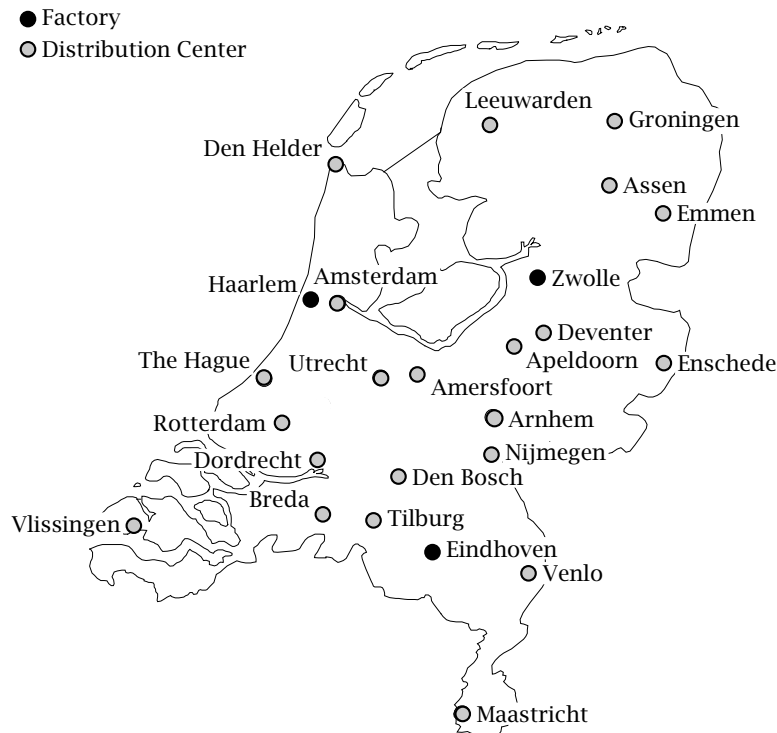 Factory
Distribution Center
Leeuwarden
Groningen
Den Helder
Assen
Emmen
Haarlem
Amsterdam
Zwolle
Deventer
The Hague
Utrecht
Apeldoorn
Enschede
Amersfoort
Rotterdam
Arnhem
Dordrecht
Nijmegen
Den Bosch
Breda
Vlissingen
Tilburg
Eindhoven
Venlo
Maastricht